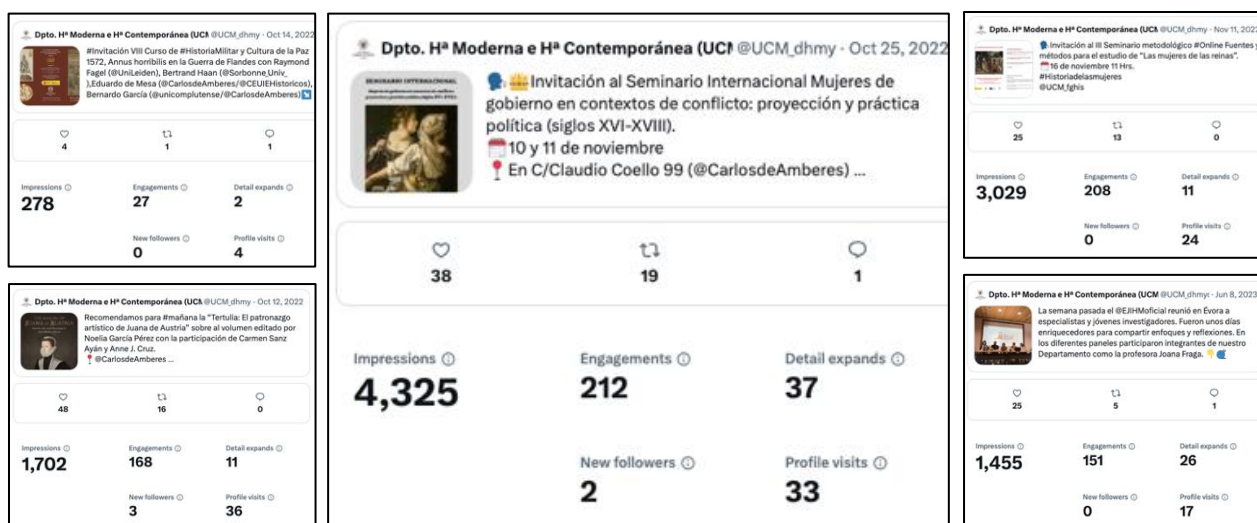 Dpto. Hª Moderna e Hª Contemporánea (UCM @UCM_dhmy · Oct 14, 2022
#Invitación VIII Curso de #HistoriaMilitar y Cultura de la Paz
1572, Annus horribilis en la Guerra de Flandes con Raymond
Fagel (@UniLeiden), Bertrand Haan (@Sorbonne_Univ_
),Eduardo de Mesa (@CarlosdeAmberes/@CEUIEHistoricos),
Bernardo García (@unicomplutense/@CarlosdeAmberes)
4 1 1
Impressions Engagements Detail expands
278 27 2
New followers Profile visits
0 4
Dpto. Hª Moderna e Hª Contemporánea (UCM @UCM_dhmy · Oct 12, 2022
Recomendamos para #mañana la "Tertulia: El patronazgo
artístico de Juana de Austria" sobre al volumen editado por
Noelia García Pérez con la participación de Carmen Sanz
Ayán y Anne J. Cruz.
@CarlosdeAmberes ...
JUANA DE AUSTRIA
48 16 0
Impressions Engagements Detail expands
1,702 168 11
New followers Profile visits
3 36
Dpto. Hª Moderna e Hª Contemporánea (UCM @UCM_dhmy · Oct 25, 2022
SEMINARIO INTERNACIONAL
Invitación al Seminario Internacional Mujeres de
gobierno en contextos de conflicto: proyección y práctica
política (siglos XVI-XVIII).
10 y 11 de noviembre
En C/Claudio Coello 99 (@CarlosdeAmberes) ...
38 19 1
Impressions Engagements Detail expands
4,325 212 37
New followers Profile visits
2 33
Dpto. Hª Moderna e Hª Contemporánea (UCM @UCM_dhmy · Nov 11, 202
Invitación al III Seminario metodológico #Online Fuentes y
métodos para el estudio de "Las mujeres de las reinas".
16 de noviembre 11 Hrs.
#Historiadelasmujeres
@UCM_fghis
25 13 0
Impressions Engagements Detail expands
3,029 208 11
New followers Profile visits
0 24
Dpto. Hª Moderna e Hª Contemporánea (UCM @UCM_dhmy · Jun 8, 2023
La semana pasada el @EJIHMoficial reunió en Évora a
especialistas y jóvenes investigadores. Fueron unos días
enriquecedores para compartir enfoques y reflexiones. En
los diferentes paneles participaron integrantes de nuestro
Departamento como la profesora Joana Fraga.
25 5 1
Impressions Engagements Detail expands
1,455 151 26
New followers Profile visits
0 17